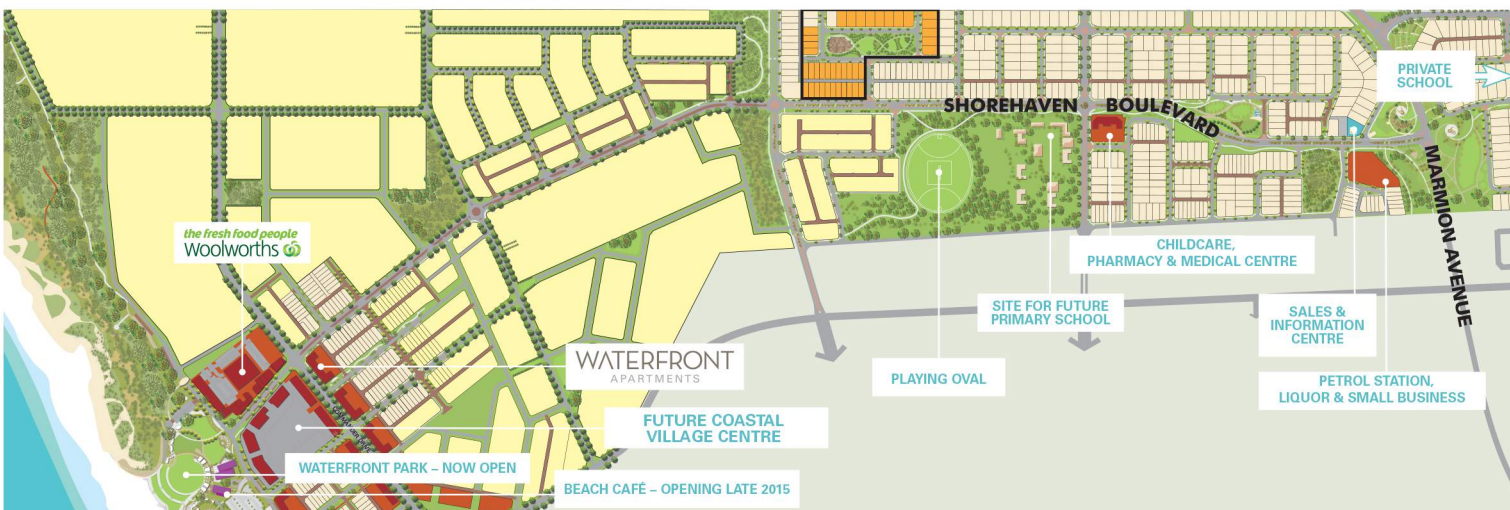 SHOREHAVEN BOULEVARD
PRIVATE
SCHOOL
MARMION AVENUE
the fresh food people
Woolworths
CHILDCARE,
PHARMACY & MEDICAL CENTRE
SITE FOR FUTURE
PRIMARY SCHOOL
SALES &
INFORMATION
CENTRE
WATERFRONT
APARTMENTS
PLAYING OVAL
PETROL STATION,
LIQUOR & SMALL BUSINESS
FUTURE COASTAL
VILLAGE CENTRE
WATERFRONT PARK – NOW OPEN
BEACH CAFÉ – OPENING LATE 2015